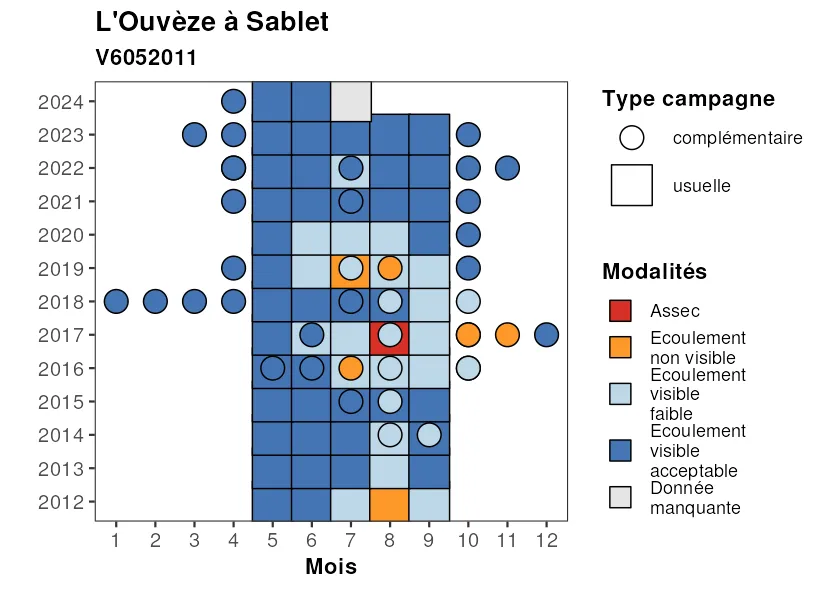 L'Ouvèze à Sablet
V6052011
2024
2023
2022
2021
2020
2019
2018
2017
2016
2015
2014
2013
2012
1 2 3 4 5 6 7 8 9 10 11 12
Mois
Type campagne
complémentaire
usuelle
Modalités
Assec
Ecoulement
non visible
Ecoulement
visible
faible
Ecoulement
visible
acceptable
Donnée
manquante